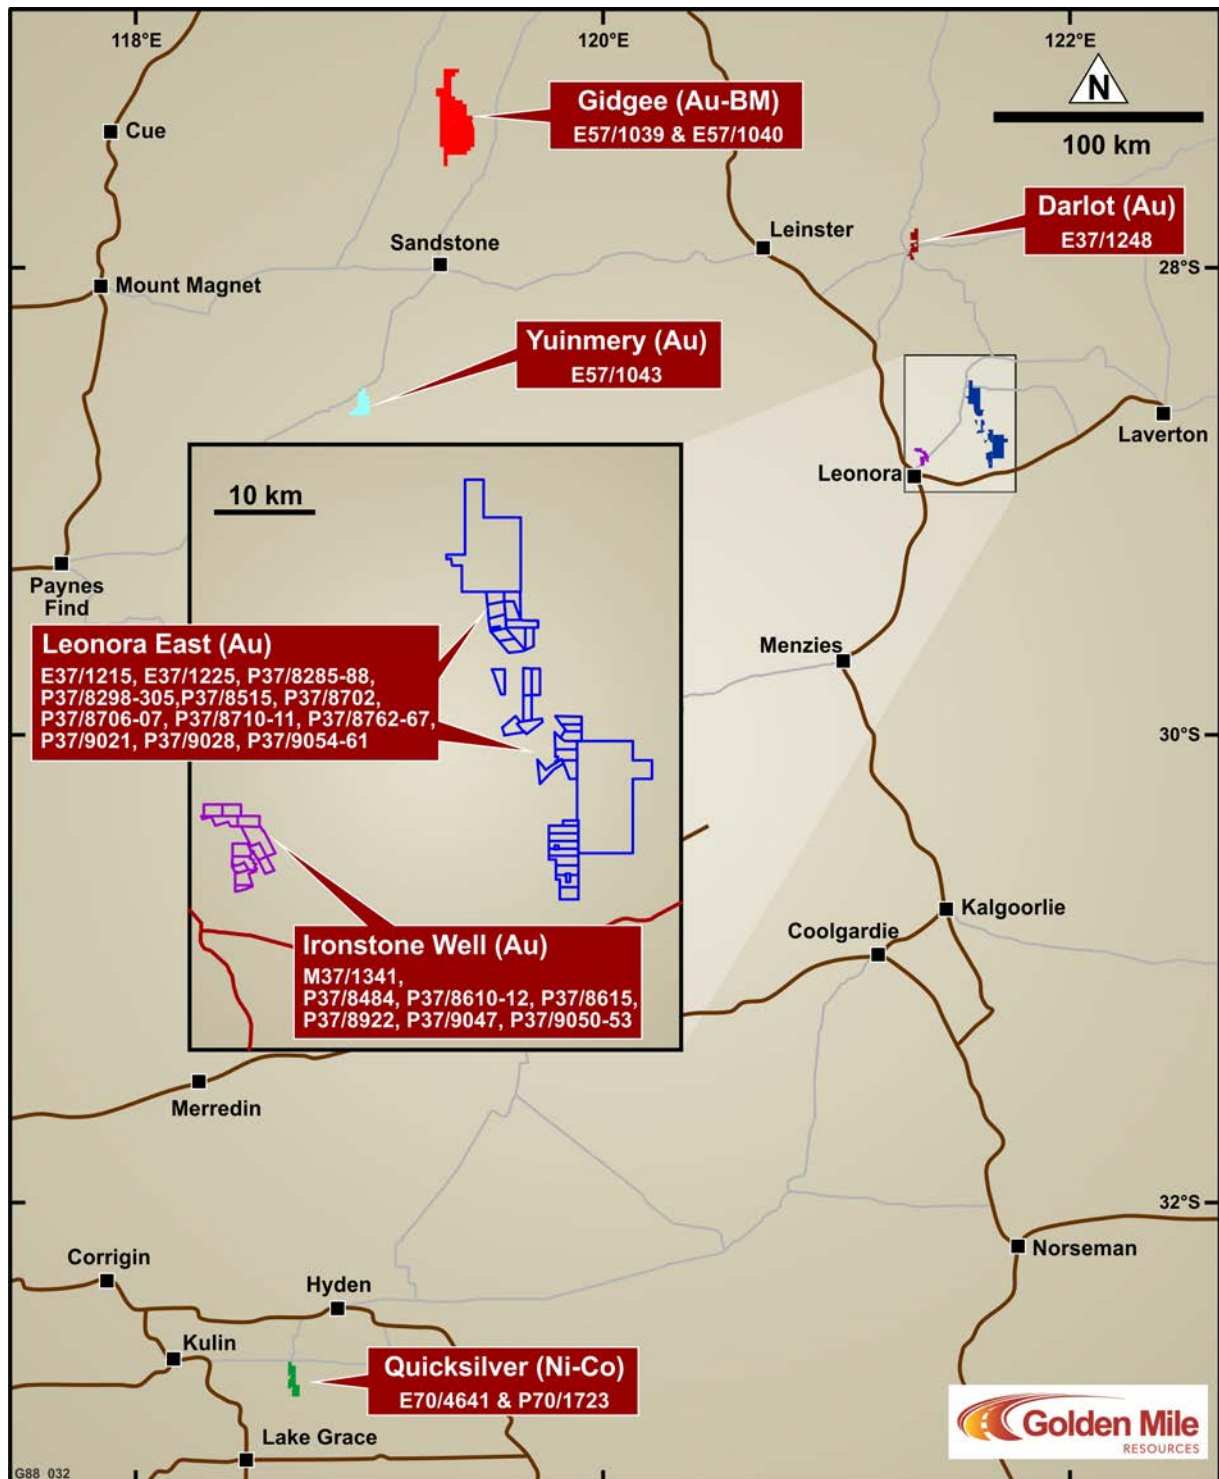 118°E
120°E
122°E
N
100 km
Gidgee (Au-BM)
E57/1039 & E57/1040
Cue
Darlot (Au)
E37/1248
Leinster
Sandstone
28°S
Mount Magnet
Yuinmery (Au)
E57/1043
Laverton
Leonora
10 km
Paynes
Find
Leonora East (Au)
E37/1215, E37/1225, P37/8285-88,
P37/8298-305,P37/8515, P37/8702,
P37/8706-07, P37/8710-11, P37/8762-67,
P37/9021, P37/9028, P37/9054-61
Menzies
30°S
Kalgoorlie
Coolgardie
Ironstone Well (Au)
M37/1341,
P37/8484, P37/8610-12, P37/8615,
P37/8922, P37/9047, P37/9050-53
Merredin
32°S
Norseman
Corrigin
Hyden
Kulin
Quicksilver (Ni-Co)
E70/4641 & P70/1723
Lake Grace
Golden Mile
RESOURCES
G88_032